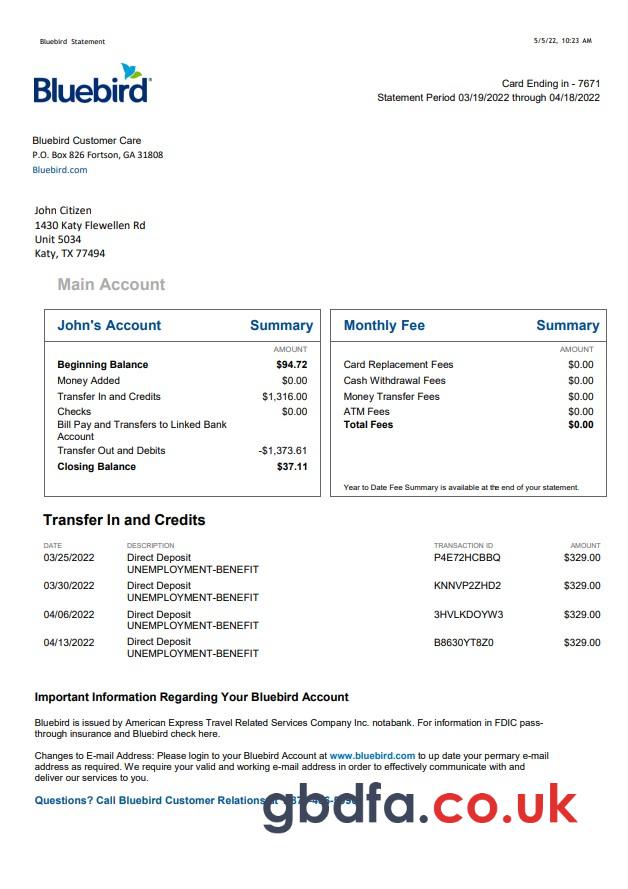 Bluebird Statement
5/5/22, 10:23 AM
Bluebird®
Card Ending in - 7671
Statement Period 03/19/2022 through 04/18/2022
Bluebird Customer Care
P.O. Box 826 Fortson, GA 31808
Bluebird.com
John Citizen
1430 Katy Flewellen Rd
Unit 5034
Katy, TX 77494
Main Account
John's Account Summary
AMOUNT
Beginning Balance $94.72
Money Added $0.00
Transfer In and Credits $1,316.00
Checks $0.00
Bill Pay and Transfers to Linked Bank
Account
Transfer Out and Debits -$1,373.61
Closing Balance $37.11
Monthly Fee Summary
AMOUNT
Card Replacement Fees $0.00
Cash Withdrawal Fees $0.00
Money Transfer Fees $0.00
ATM Fees $0.00
Total Fees $0.00
Year to Date Fee Summary is available at the end of your statement.
Transfer In and Credits
DATE DESCRIPTION TRANSACTION ID AMOUNT
03/25/2022 Direct Deposit P4E72HCBBQ $329.00
UNEMPLOYMENT-BENEFIT
03/30/2022 Direct Deposit KNNVP2ZHD2 $329.00
UNEMPLOYMENT-BENEFIT
04/06/2022 Direct Deposit 3HVLKDOYW3 $329.00
UNEMPLOYMENT-BENEFIT
04/13/2022 Direct Deposit B8630YT8Z0 $329.00
UNEMPLOYMENT-BENEFIT
Important Information Regarding Your Bluebird Account
Bluebird is issued by American Express Travel Related Services Company Inc. notabank. For information in FDIC pass-
through insurance and Bluebird check here.
Changes to E-mail Address: Please login to your Bluebird Account at www.bluebird.com to up date your permary e-mail
address as required. We require your valid and working e-mail address in order to effectively communicate with and
deliver our services to you.
Questions? Call Bluebird Customer Relations at
gbdfa.co.uk